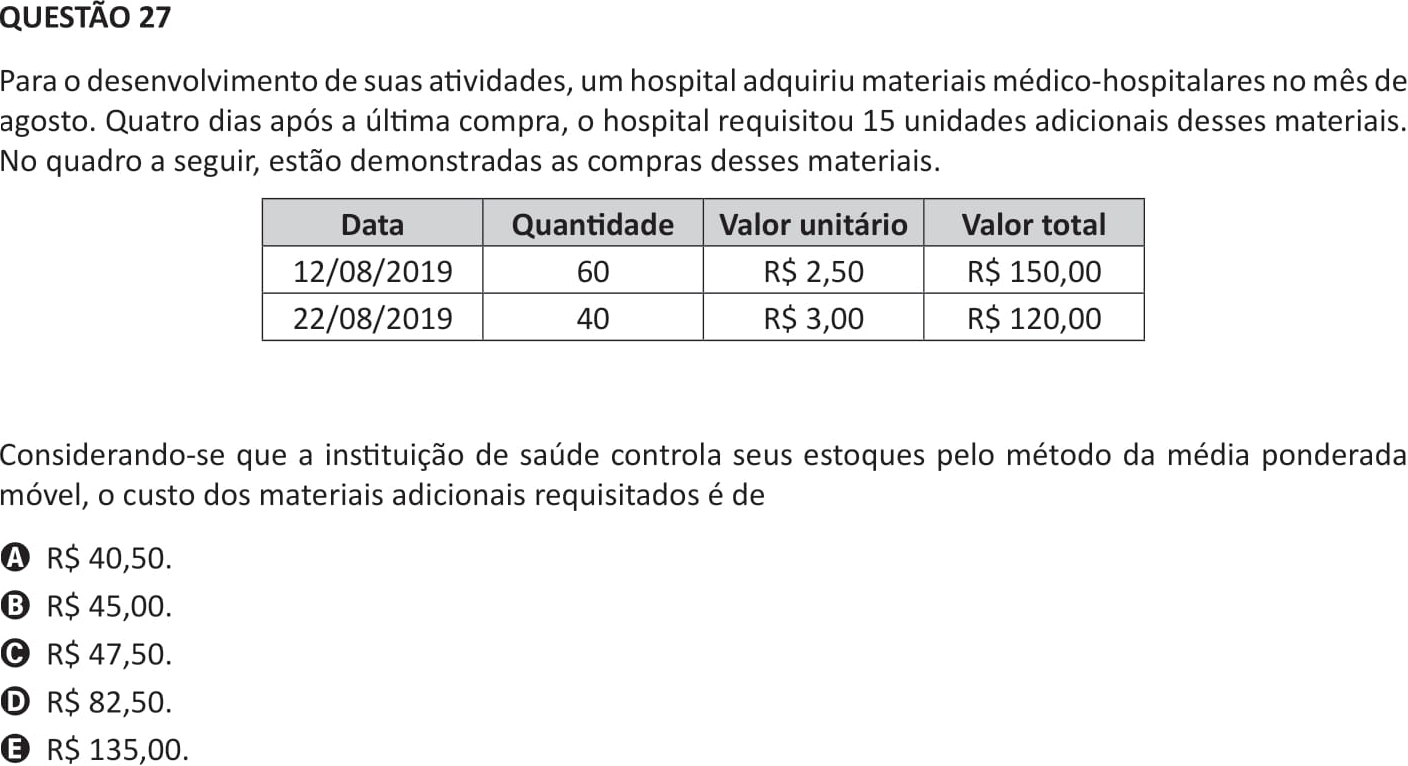 QUESTÃO 27
Para o desenvolvimento de suas atividades, um hospital adquiriu materiais médico-hospitalares no mês de
agosto. Quatro dias após a última compra, o hospital requisitou 15 unidades adicionais desses materiais.
No quadro a seguir, estão demonstradas as compras desses materiais.
Data Quantidade Valor unitário Valor total
12/08/2019 60 R$ 2,50 R$ 150,00
22/08/2019 40 R$ 3,00 R$ 120,00
Considerando-se que a instituição de saúde controla seus estoques pelo método da média ponderada
móvel, o custo dos materiais adicionais requisitados é de
A R$ 40,50.
B R$ 45,00.
C R$ 47,50.
D R$ 82,50.
E R$ 135,00.